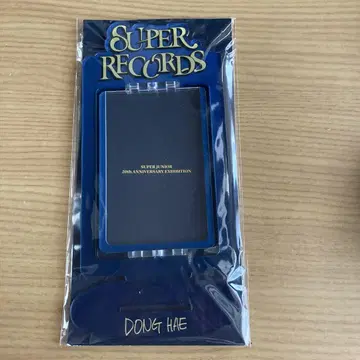 SUPER
RECORDS
SUPER JUNIOR
20th ANNIVERSARY EXHIBITION
DONG HAE